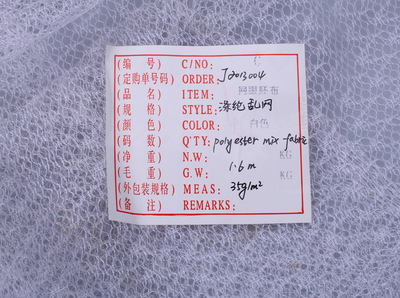 (编 号) C/NO:
(定购单号码) ORDER: J2013004
(品 名) ITEM: 网眼胚布
(规 格) STYLE: 涤纶乱网
(颜 色) COLOR: 白色
(码 数) Q'TY: polyester mix fabric
(净 重) N.W: KG
(毛 重) G.W: 1.6m KG
(外包装规格) MEAS: 35g/m²
(备 注) REMARKS: